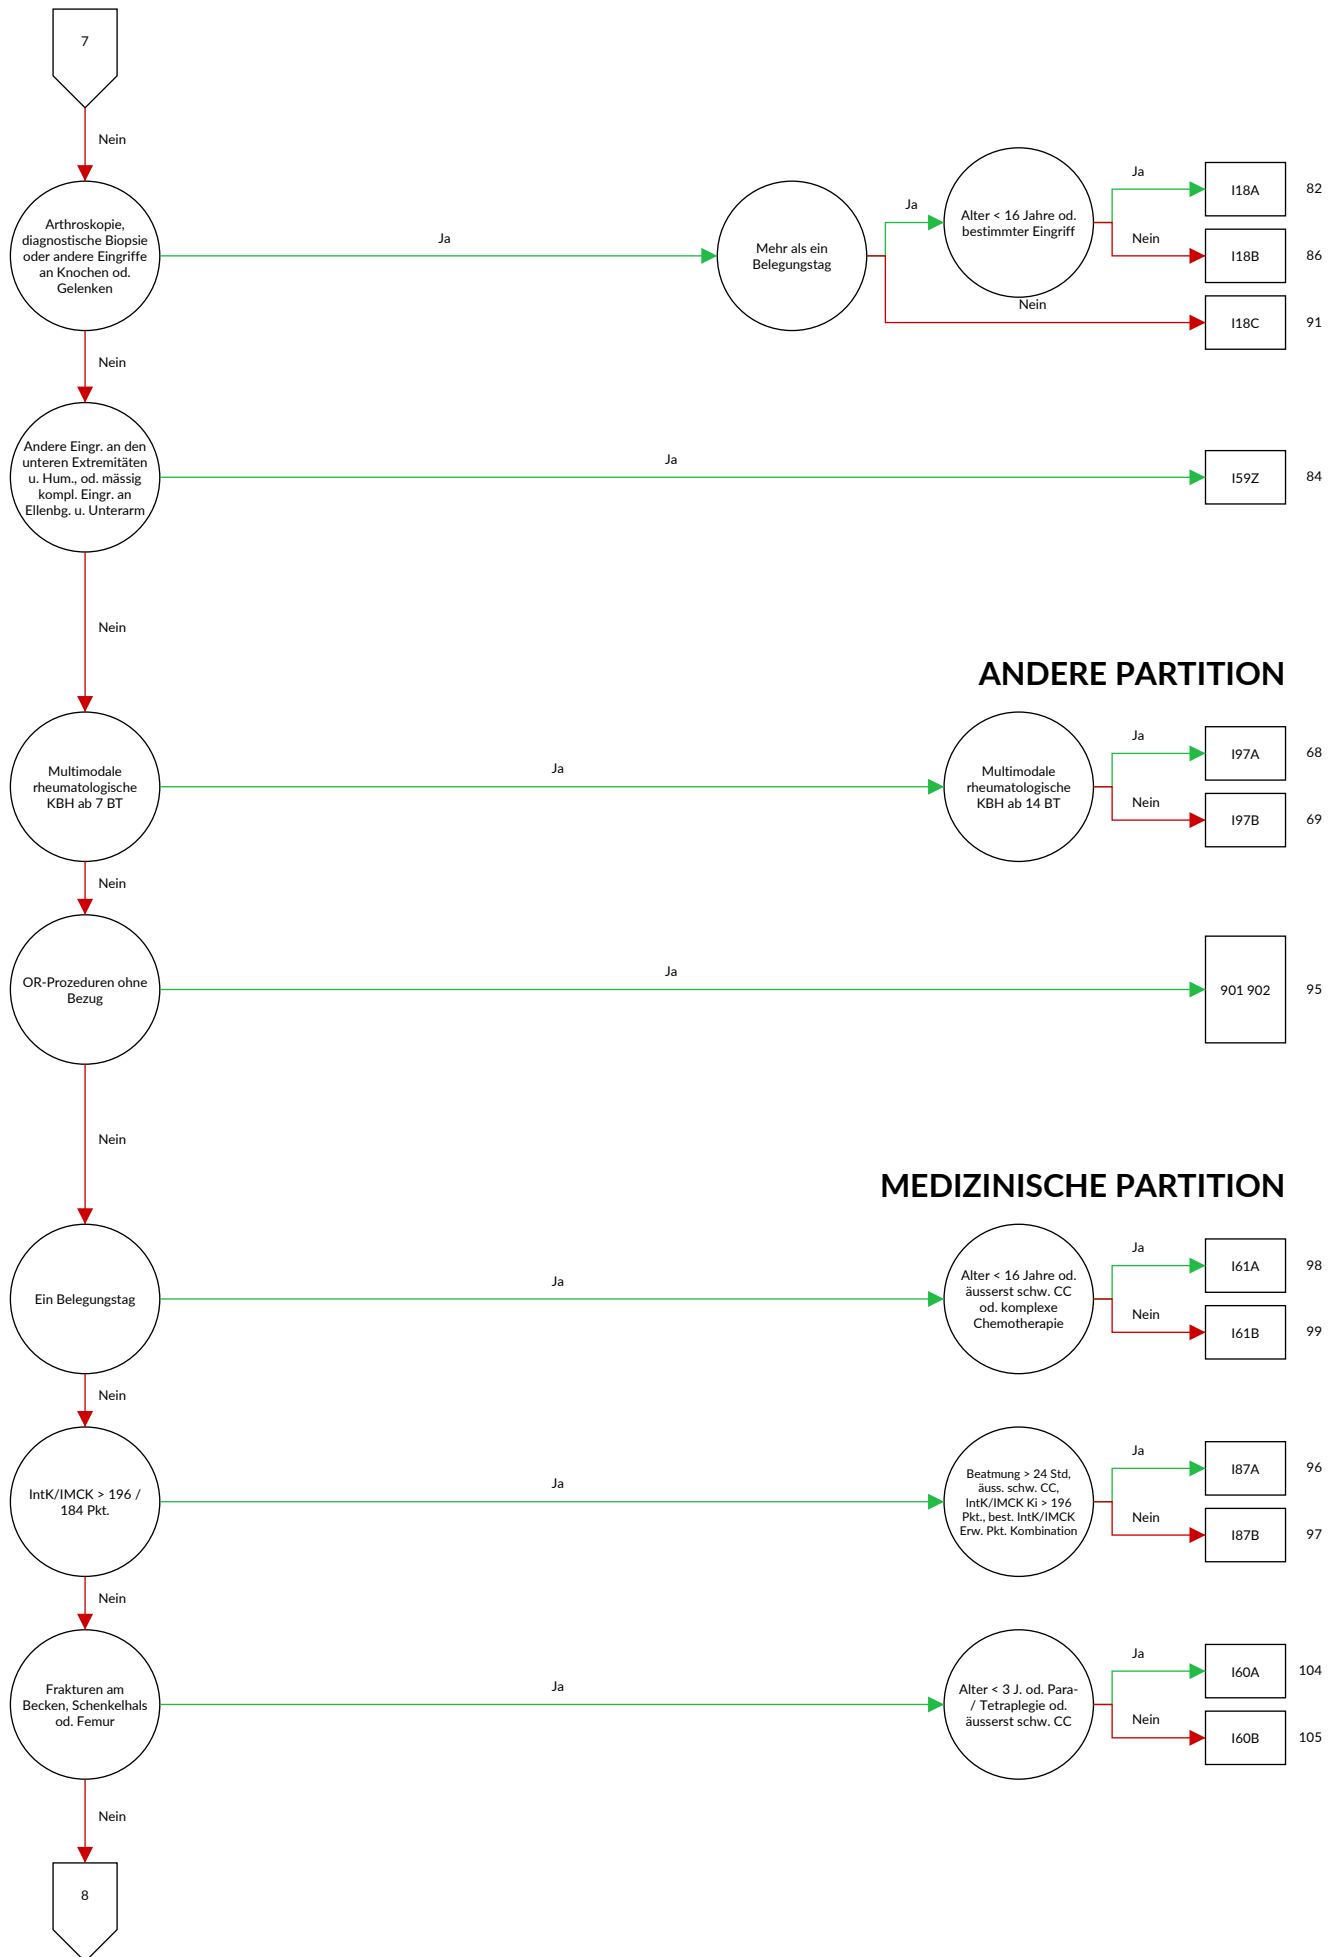 7
Nein
Arthroskopie,
diagnostische Biopsie
oder andere Eingriffe
an Knochen od.
Gelenken
Ja
Mehr als ein
Belegungstag
Ja
Alter < 16 Jahre od.
bestimmter Eingriff
Ja
I18A
82
Nein
I18B
86
Nein
I18C
91
Nein
Andere Eingr. an den
unteren Extremitäten
u. Hum., od. mässig
kompl. Eingr. an
Ellenbg. u. Unterarm
Ja
I59Z
84
Nein
ANDERE PARTITION
Multimodale
rheumatologische
KBH ab 7 BT
Ja
Multimodale
rheumatologische
KBH ab 14 BT
Ja
I97A
68
Nein
I97B
69
Nein
OR-Prozeduren ohne
Bezug
Ja
901 902
95
Nein
MEDIZINISCHE PARTITION
Ein Belegungstag
Ja
Alter < 16 Jahre od.
äusserst schw. CC
od. komplexe
Chemotherapie
Ja
I61A
98
Nein
I61B
99
Nein
IntK/IMCK > 196 /
184 Pkt.
Ja
Beatmung > 24 Std,
äuss. schw. CC,
IntK/IMCK Ki > 196
Pkt., best. IntK/IMCK
Erw. Pkt. Kombination
Ja
I87A
96
Nein
I87B
97
Nein
Frakturen am
Becken, Schenkelhals
od. Femur
Ja
Alter < 3 J. od. Para-
/ Tetraplegie od.
äusserst schw. CC
Ja
I60A
104
Nein
I60B
105
Nein
8